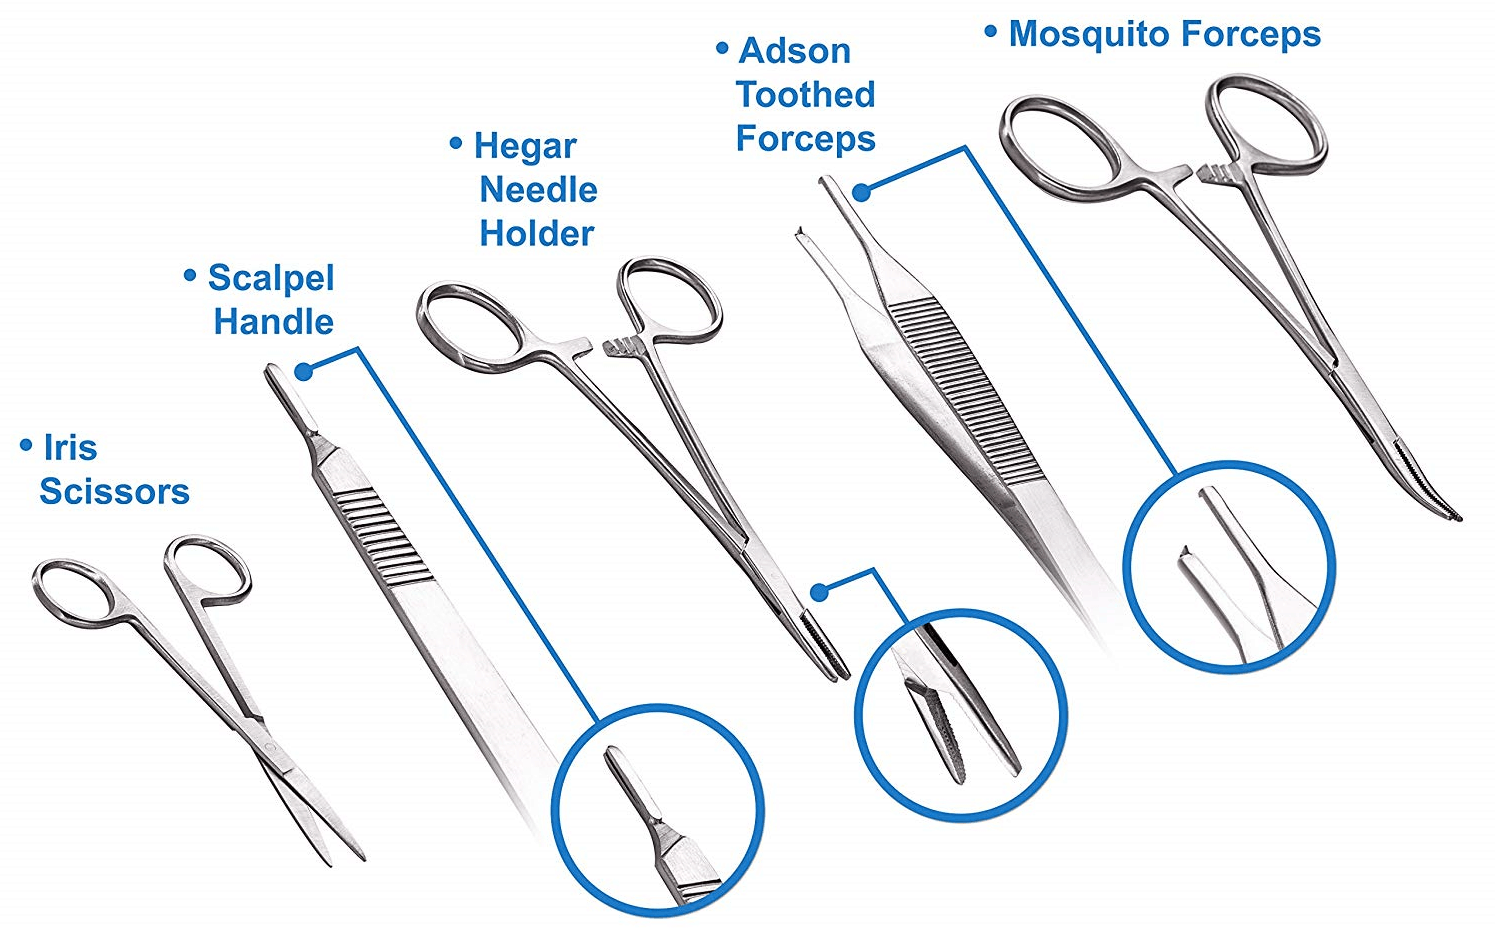 • Iris
Scissors
• Scalpel
Handle
• Hegar
Needle
Holder
• Adson
Toothed
Forceps
• Mosquito Forceps